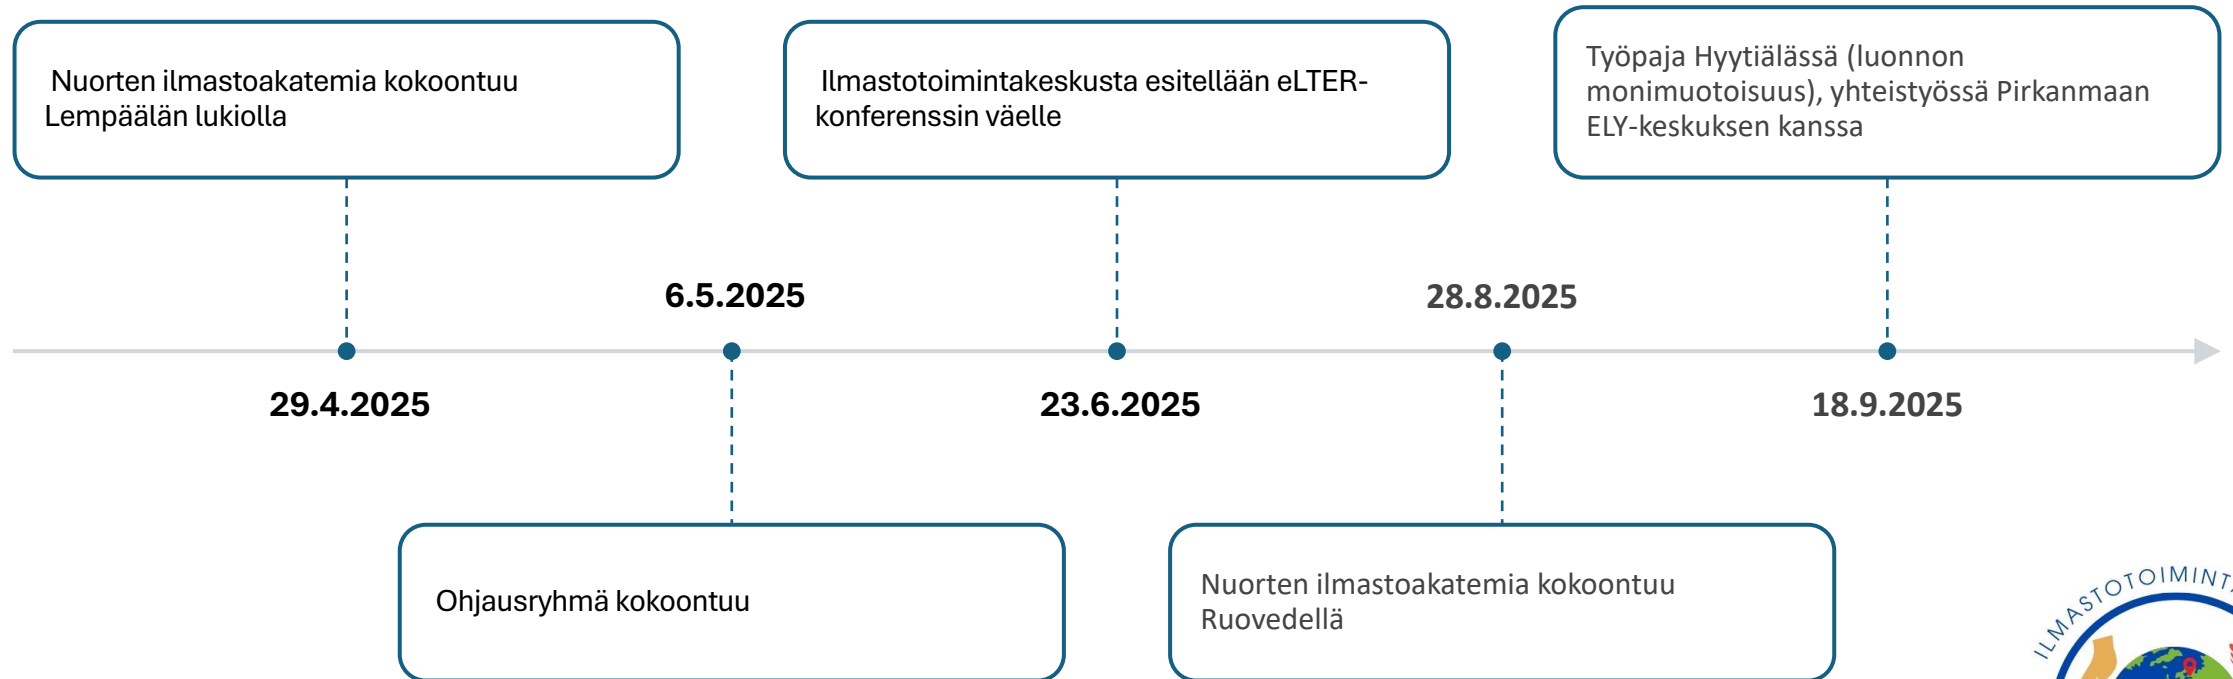 Nuorten ilmastoakatemia kokoontuu
Lempäälän lukiolla
Ilmastotoimintakeskusta esitellään eLTER-
konferenssin väelle
Työpaja Hyytiälässä (luonnon
monimuotoisuus), yhteistyössä Pirkanmaan
ELY-keskuksen kanssa
6.5.2025
28.8.2025
29.4.2025
23.6.2025
18.9.2025
Ohjausryhmä kokoontuu
Nuorten ilmastoakatemia kokoontuu
Ruovedellä